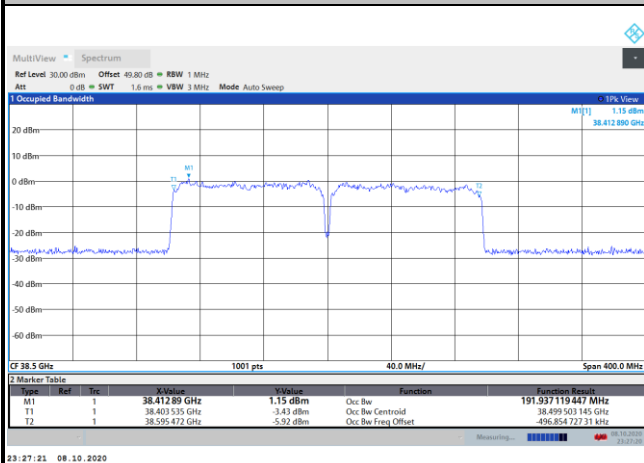 MultiView Spectrum
Ref Level 30.00 dBm Offset 49.80 dB RBW 1 MHz
Att 0 dB SWT 1.6 ms VBW 3 MHz Mode Auto Sweep
1 Occupied Bandwidth 1Pk View
M1[1] 1.15 dBm
38.412 890 GHz
20 dBm
10 dBm
M1
T1
T2
0 dBm
-10 dBm
-20 dBm
-30 dBm
-40 dBm
-50 dBm
-60 dBm
CF 38.5 GHz 1001 pts 40.0 MHz/ Span 400.0 MHz
2 Marker Table
Type Ref Trc X-Value Y-Value Function Function Result
M1 1 38.412 89 GHz 1.15 dBm Occ Bw 191.937 119 447 MHz
T1 1 38.403 535 GHz -3.43 dBm Occ Bw Centroid 38.499 503 145 GHz
T2 1 38.595 472 GHz -5.92 dBm Occ Bw Freq Offset -496.854 727 31 kHz
Measuring... 08.10.2020
23:27:20
23:27:21 08.10.2020